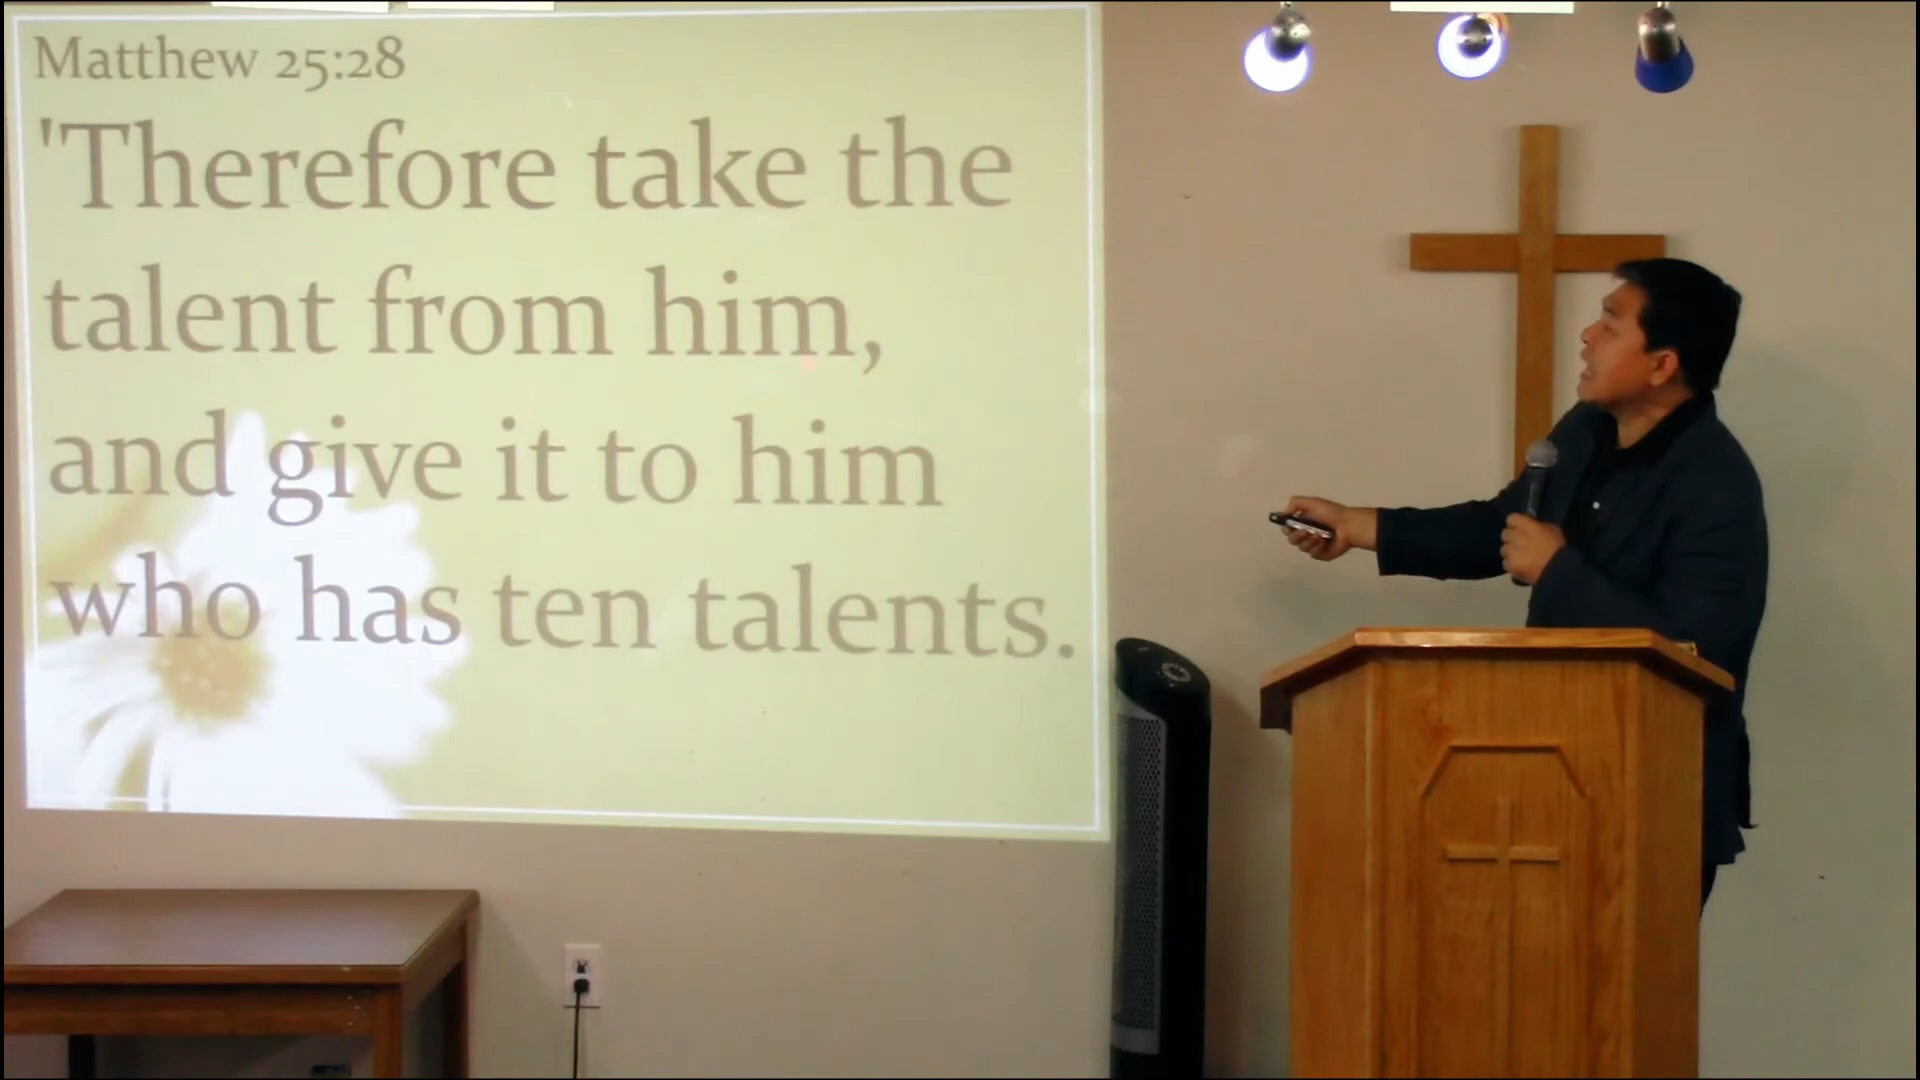 Matthew 25:28
'Therefore take the
talent from him,
and give it to him
who has ten talents.